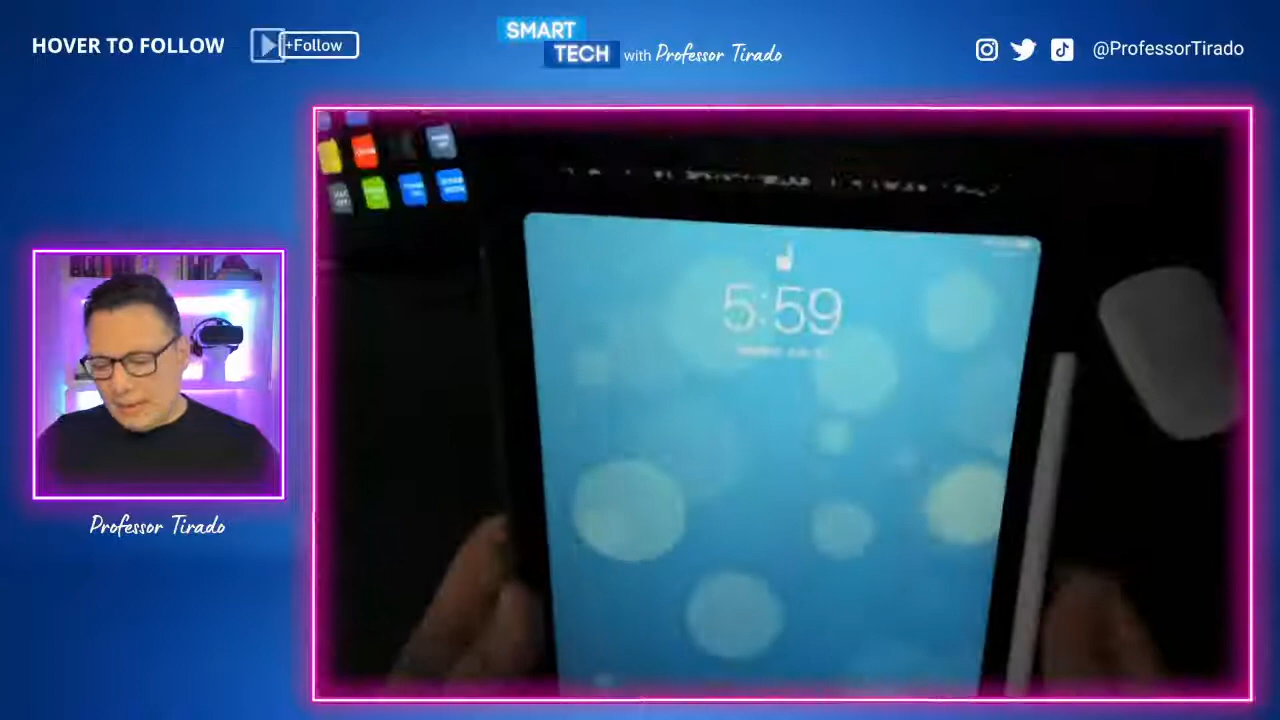 HOVER TO FOLLOW
+Follow
SMART
TECH
with Professor Tirado
@ProfessorTirado
5:59
Professor Tirado